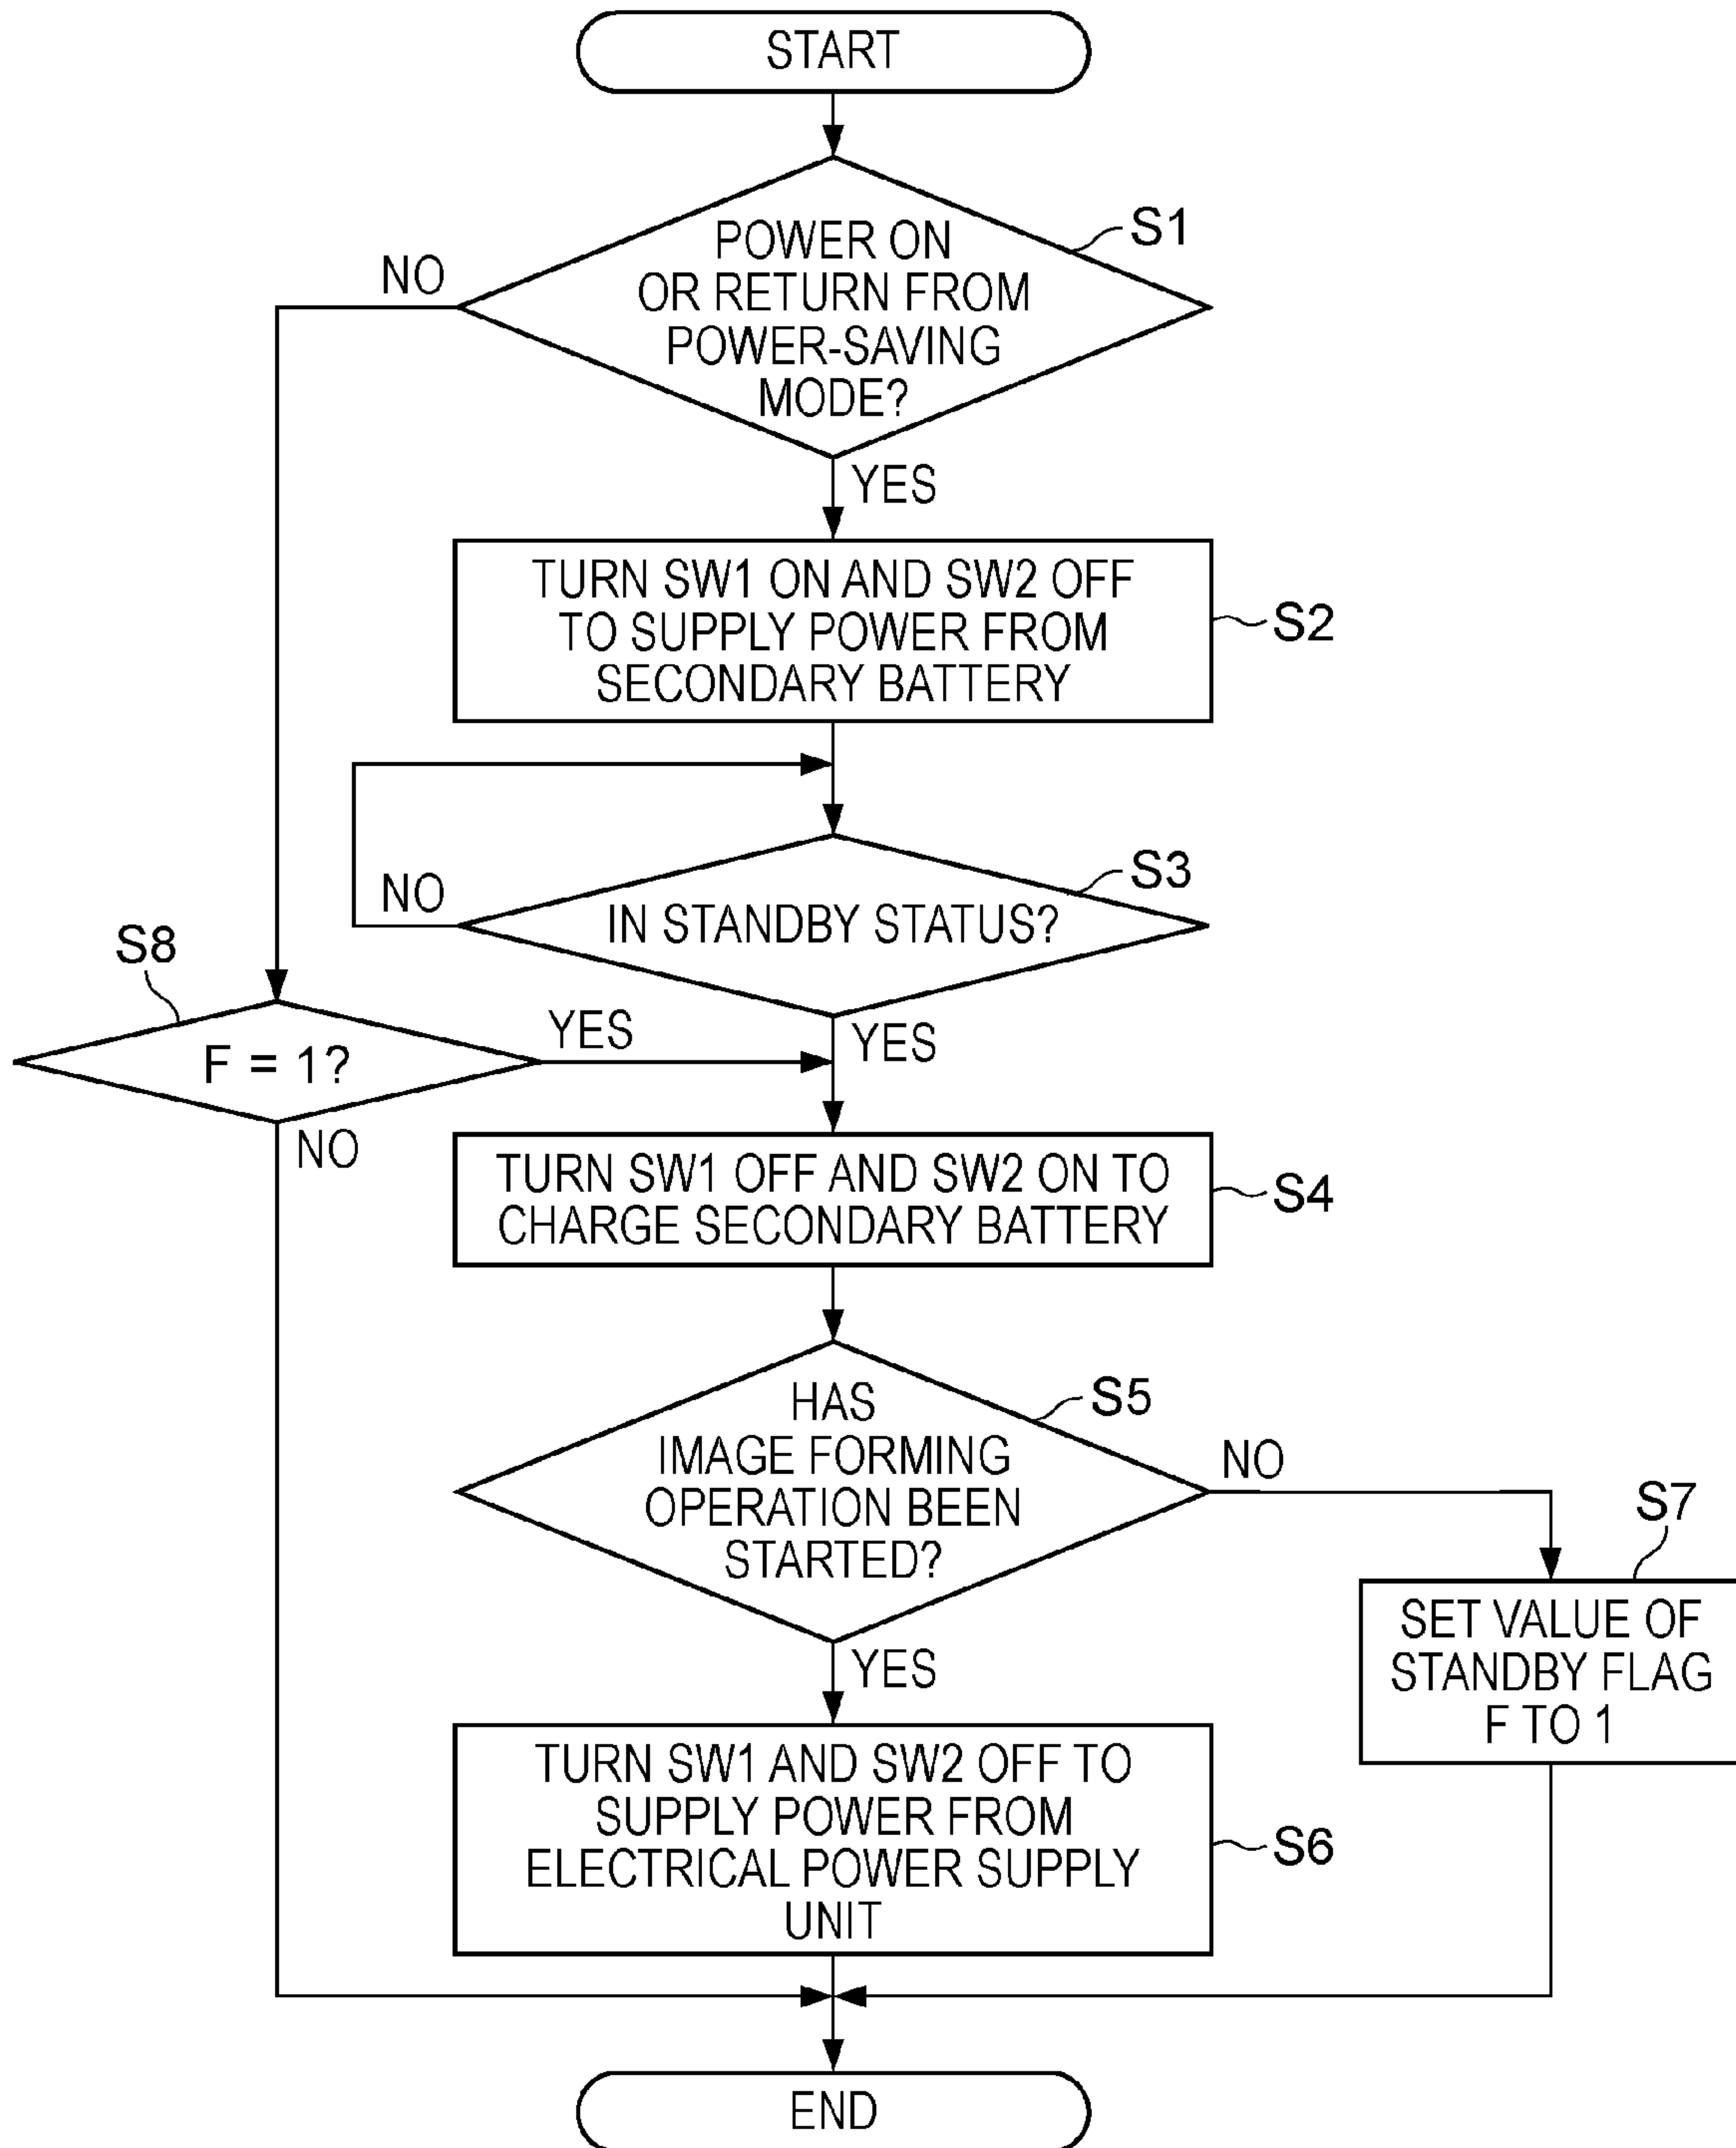 START
POWER ON
OR RETURN FROM
POWER-SAVING
MODE?
S1
NO
YES
TURN SW1 ON AND SW2 OFF
TO SUPPLY POWER FROM
SECONDARY BATTERY
S2
IN STANDBY STATUS?
S3
NO
YES
S8
F = 1?
YES
NO
TURN SW1 OFF AND SW2 ON TO
CHARGE SECONDARY BATTERY
S4
HAS
IMAGE FORMING
OPERATION BEEN
STARTED?
S5
NO
YES
S7
SET VALUE OF
STANDBY FLAG
F TO 1
TURN SW1 AND SW2 OFF TO
SUPPLY POWER FROM
ELECTRICAL POWER SUPPLY
UNIT
S6
END